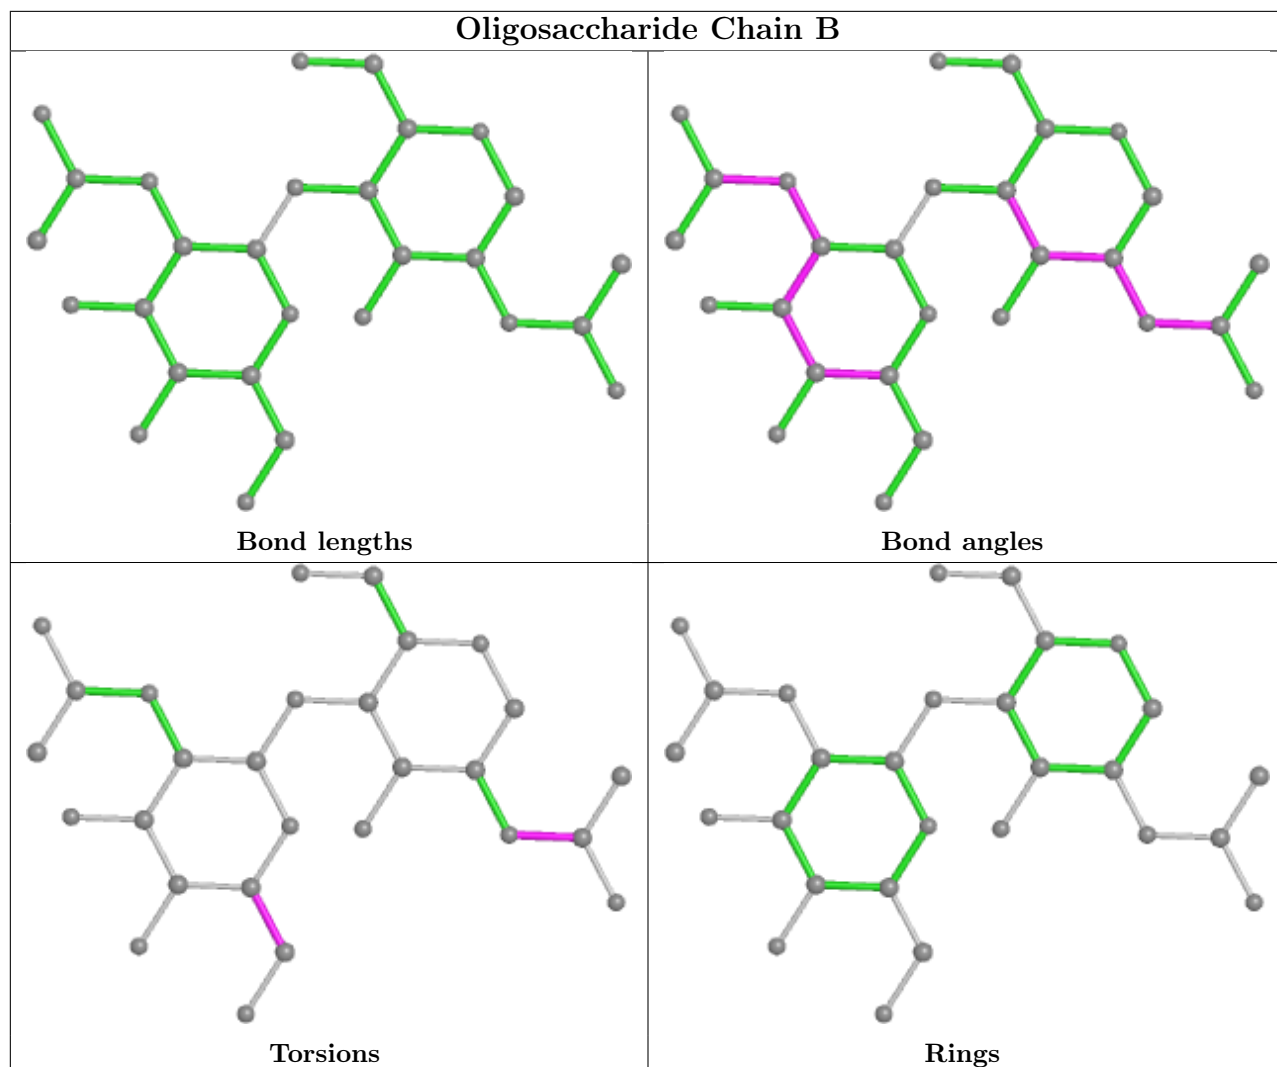 Oligosaccharide Chain B
Bond lengths
Bond angles
Torsions
Rings